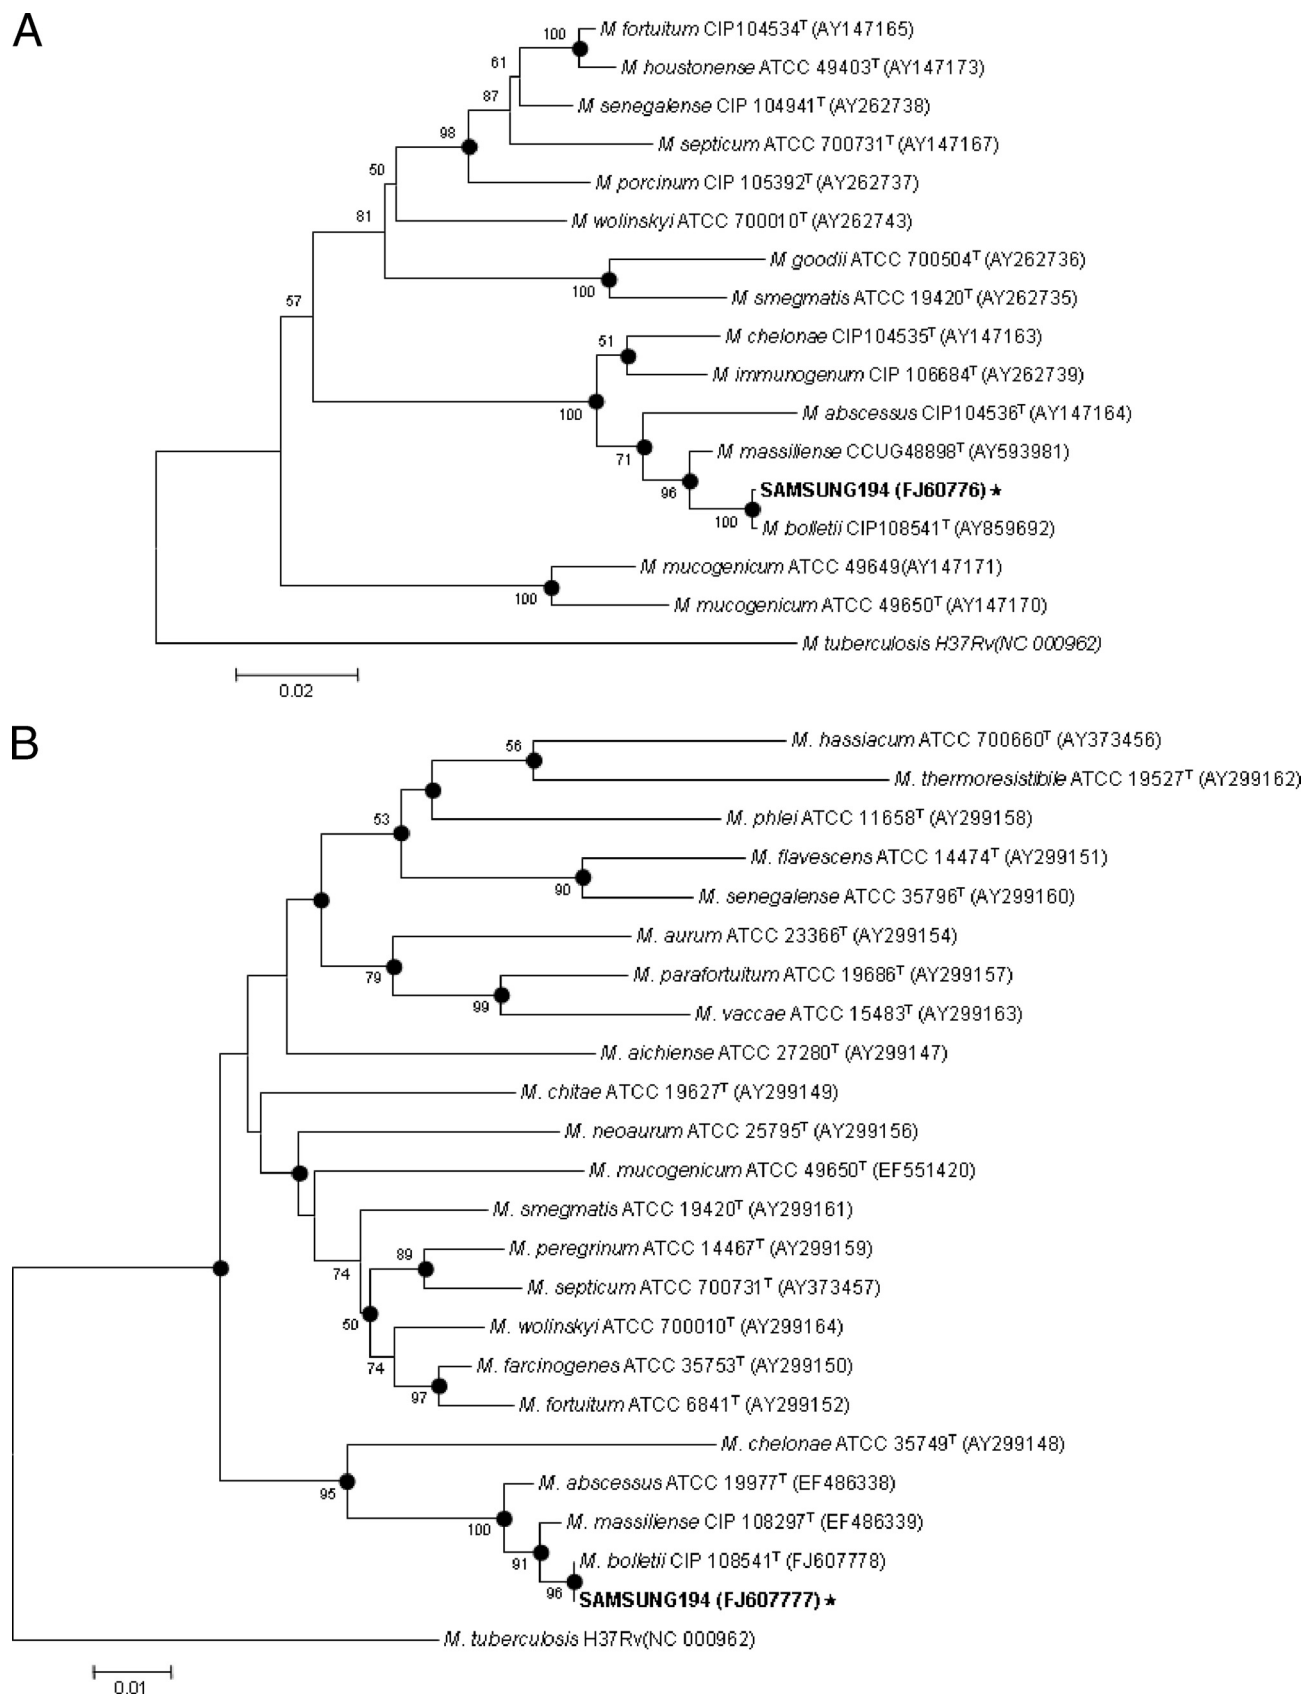 A
100
M fortuitum CIP104534ᵀ (AY147165)
M houstonense ATCC 49403ᵀ (AY147173)
61
M senegalense CIP 104941ᵀ (AY262738)
87
M septicum ATCC 700731ᵀ (AY147167)
98
M porcinum CIP 105392ᵀ (AY262737)
50
M wolinskyi ATCC 700010ᵀ (AY262743)
81
M goodii ATCC 700504ᵀ (AY262736)
100
M smegmatis ATCC 19420ᵀ (AY262735)
57
M chelonae CIP104535ᵀ (AY147163)
51
M immunogenum CIP 106684ᵀ (AY262739)
100
M abscessus CIP104536ᵀ (AY147164)
71
M massiliense CCUG48898ᵀ (AY593981)
96
SAMSUNG194 (FJ60776) ★
100
M bolletii CIP108541ᵀ (AY859692)
M mucogenicum ATCC 49649(AY147171)
100
M mucogenicum ATCC 49650ᵀ (AY147170)
M tuberculosis H37Rv(NC 000962)
0.02
B
56
M. hassiacum ATCC 700660ᵀ (AY373456)
M. thermoresistibile ATCC 19527ᵀ (AY299162)
53
M. phlei ATCC 11658ᵀ (AY299158)
M. flavescens ATCC 14474ᵀ (AY299151)
90
M. senegalense ATCC 35796ᵀ (AY299160)
M. aurum ATCC 23366ᵀ (AY299154)
79
M. parafortuitum ATCC 19686ᵀ (AY299157)
99
M. vaccae ATCC 15483ᵀ (AY299163)
M. aichiense ATCC 27280ᵀ (AY299147)
M. chitae ATCC 19627ᵀ (AY299149)
M. neoaurum ATCC 25795ᵀ (AY299156)
M. mucogenicum ATCC 49650ᵀ (EF551420)
M. smegmatis ATCC 19420ᵀ (AY299161)
74
89
M. peregrinum ATCC 14467ᵀ (AY299159)
M. septicum ATCC 700731ᵀ (AY373457)
50
M. wolinskyi ATCC 700010ᵀ (AY299164)
74
M. farcinogenes ATCC 35753ᵀ (AY299150)
97
M. fortuitum ATCC 6841ᵀ (AY299152)
M. chelonae ATCC 35749ᵀ (AY299148)
95
M. abscessus ATCC 19977ᵀ (EF486338)
100
M. massiliense CIP 108297ᵀ (EF486339)
91
M. bolletii CIP 108541ᵀ (FJ607778)
96
SAMSUNG194 (FJ607777) ★
M. tuberculosis H37Rv(NC 000962)
0.01